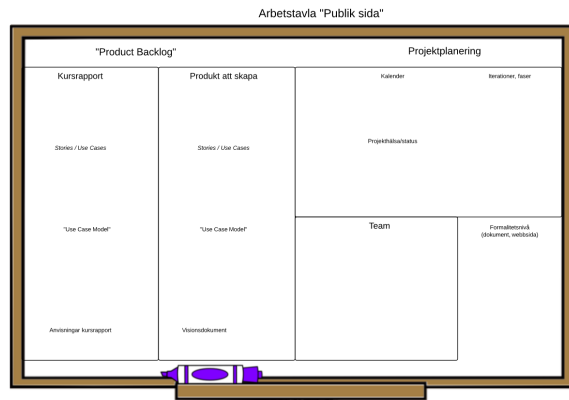 Arbetstavla "Publik sida"
"Product Backlog"
Projektplanering
Kursrapport
Produkt att skapa
Kalender
Iterationer, faser
Stories / Use Cases
Stories / Use Cases
Projekthälsa/status
"Use Case Model"
"Use Case Model"
Team
Formalitetsnivå
(dokument, webbsida)
Anvisningar kursrapport
Visionsdokument